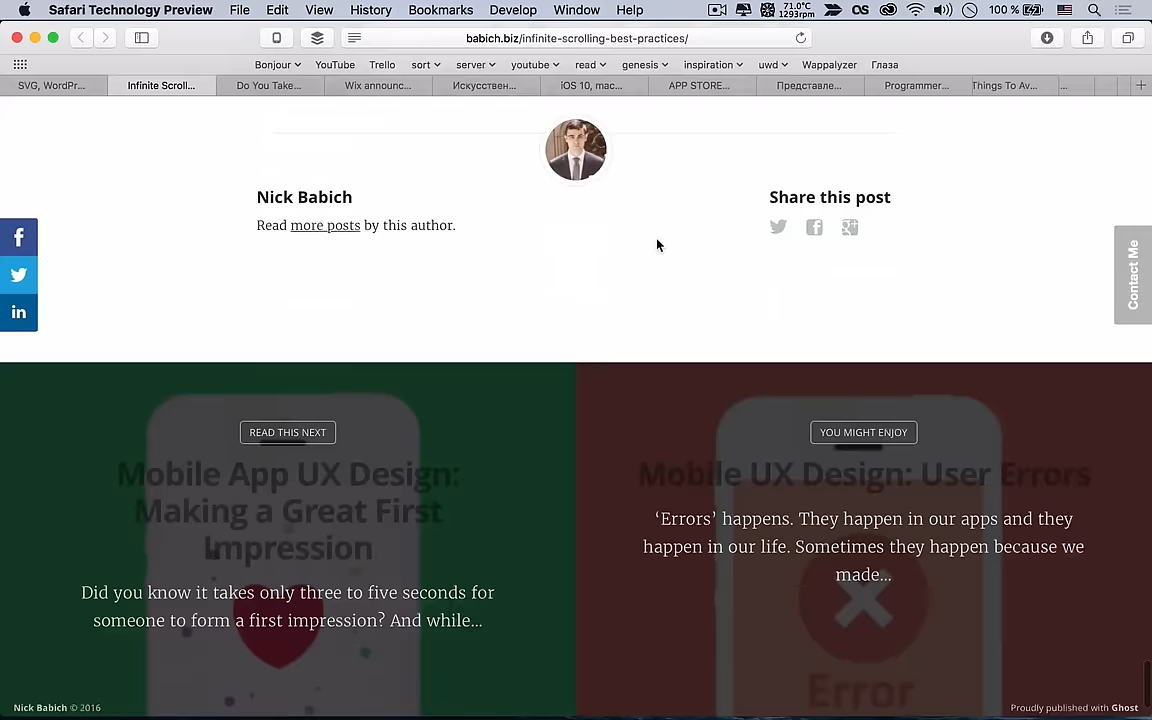 Safari Technology Preview File Edit View History Bookmarks Develop Window Help 71.0°C 1293rpm OS 100 %
babich.biz/infinite-scrolling-best-practices/
Bonjour YouTube Trello sort server youtube read genesis inspiration uwd Wappalyzer Глаза
SVG, WordPr... Infinite Scroll... Do You Take... Wix announc... Искусствен... iOS 10, mac... APP STORE... Представле... Programmer... Things To Av... ...
Nick Babich
Read more posts by this author.
Share this post
f
in
Contact Me
READ THIS NEXT
Mobile App UX Design:
Making a Great First
Impression
Did you know it takes only three to five seconds for
someone to form a first impression? And while...
YOU MIGHT ENJOY
Mobile UX Design: User Errors
‘Errors’ happens. They happen in our apps and they
happen in our life. Sometimes they happen because we
made...
Error
Nick Babich © 2016
Proudly published with Ghost